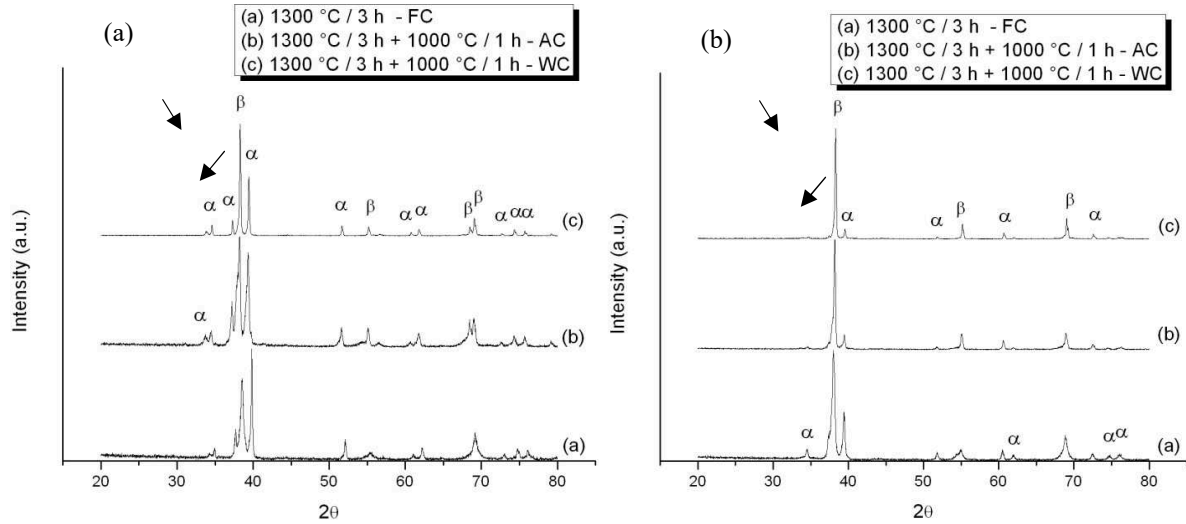 (a)
(a) 1300 °C / 3 h - FC
(b) 1300 °C / 3 h + 1000 °C / 1 h - AC
(c) 1300 °C / 3 h + 1000 °C / 1 h - WC
β
α
α
α
α
β
α
α
β
β
α
α
α
(c)
α
(b)
(a)
Intensity (a.u.)
20
30
40
50
60
70
80
2θ
(b)
(a) 1300 °C / 3 h - FC
(b) 1300 °C / 3 h + 1000 °C / 1 h - AC
(c) 1300 °C / 3 h + 1000 °C / 1 h - WC
β
α
α
β
α
β
α
(c)
(b)
α
α
α
α
(a)
Intensity (a.u.)
20
30
40
50
60
70
80
2θ